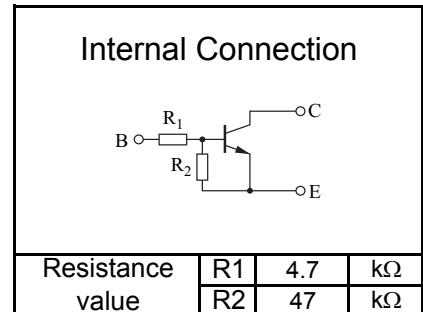 Internal Connection
C
R1
B
R2
E
Resistance value R1 4.7 kΩ
R2 47 kΩ